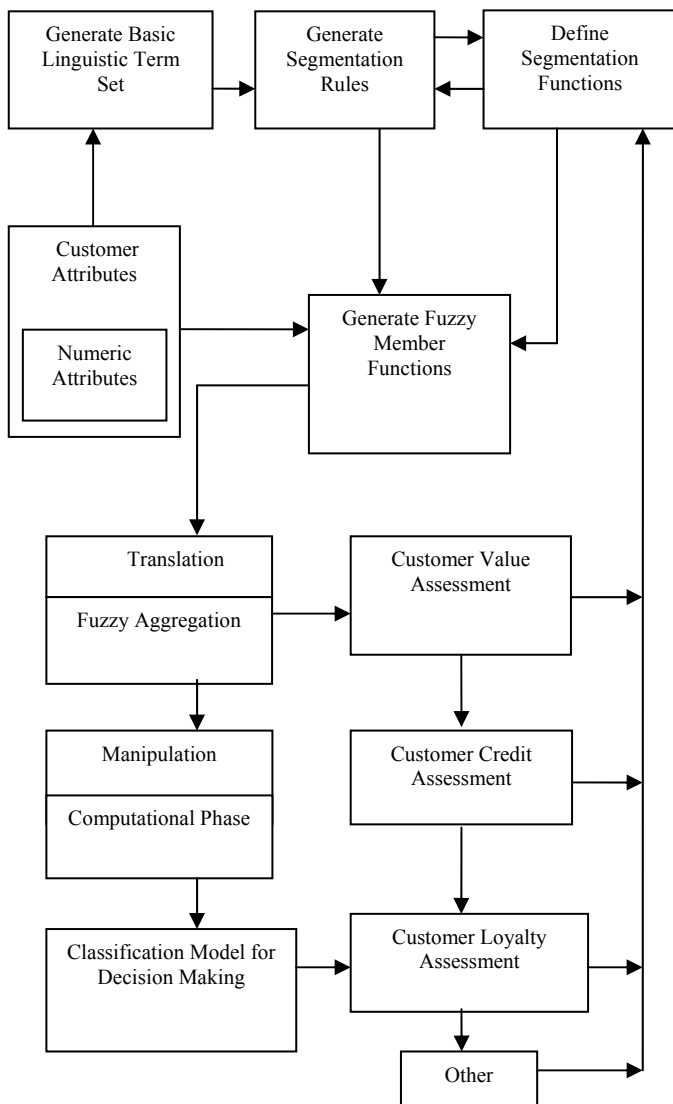 Generate Basic
Linguistic Term
Set
Generate
Segmentation
Rules
Define
Segmentation
Functions
Customer
Attributes
Numeric
Attributes
Generate Fuzzy
Member
Functions
Translation
Fuzzy Aggregation
Customer Value
Assessment
Manipulation
Computational Phase
Customer Credit
Assessment
Classification Model for
Decision Making
Customer Loyalty
Assessment
Other